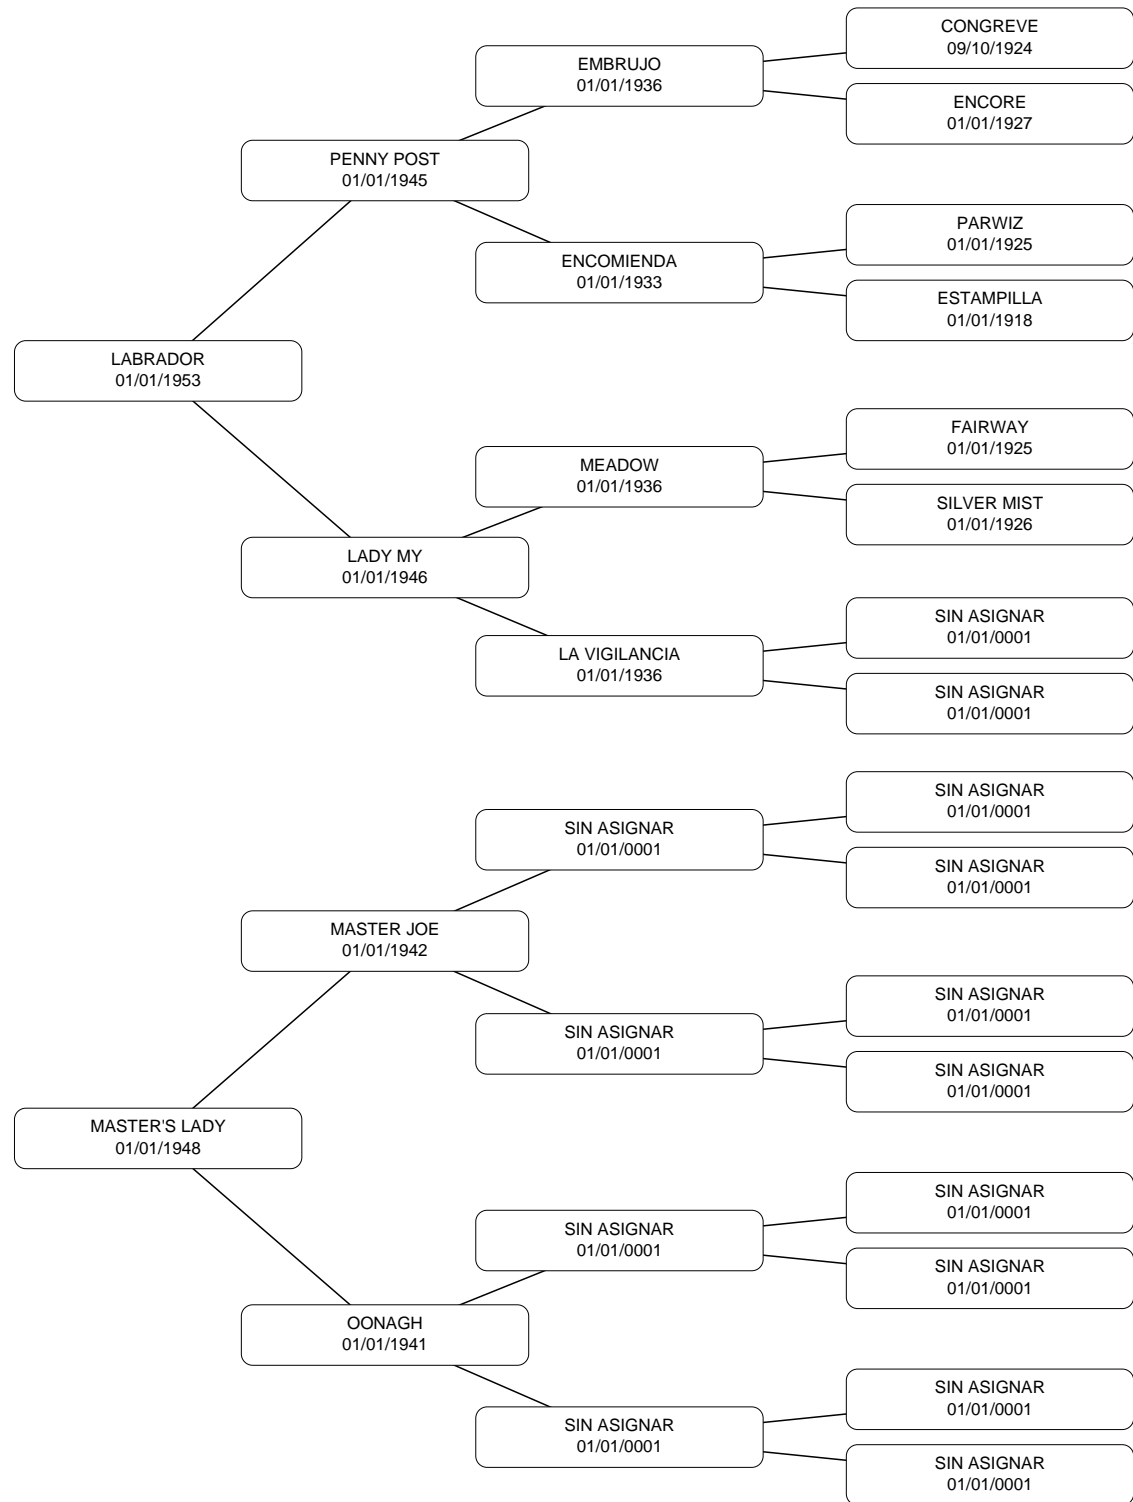 CONGREVE
09/10/1924
EMBRUJO
01/01/1936
ENCORE
01/01/1927
PENNY POST
01/01/1945
PARWIZ
01/01/1925
ENCOMIENDA
01/01/1933
ESTAMPILLA
01/01/1918
LABRADOR
01/01/1953
FAIRWAY
01/01/1925
MEADOW
01/01/1936
SILVER MIST
01/01/1926
LADY MY
01/01/1946
SIN ASIGNAR
01/01/0001
LA VIGILANCIA
01/01/1936
SIN ASIGNAR
01/01/0001
SIN ASIGNAR
01/01/0001
SIN ASIGNAR
01/01/0001
SIN ASIGNAR
01/01/0001
MASTER JOE
01/01/1942
SIN ASIGNAR
01/01/0001
SIN ASIGNAR
01/01/0001
SIN ASIGNAR
01/01/0001
MASTER'S LADY
01/01/1948
SIN ASIGNAR
01/01/0001
SIN ASIGNAR
01/01/0001
SIN ASIGNAR
01/01/0001
OONAGH
01/01/1941
SIN ASIGNAR
01/01/0001
SIN ASIGNAR
01/01/0001
SIN ASIGNAR
01/01/0001